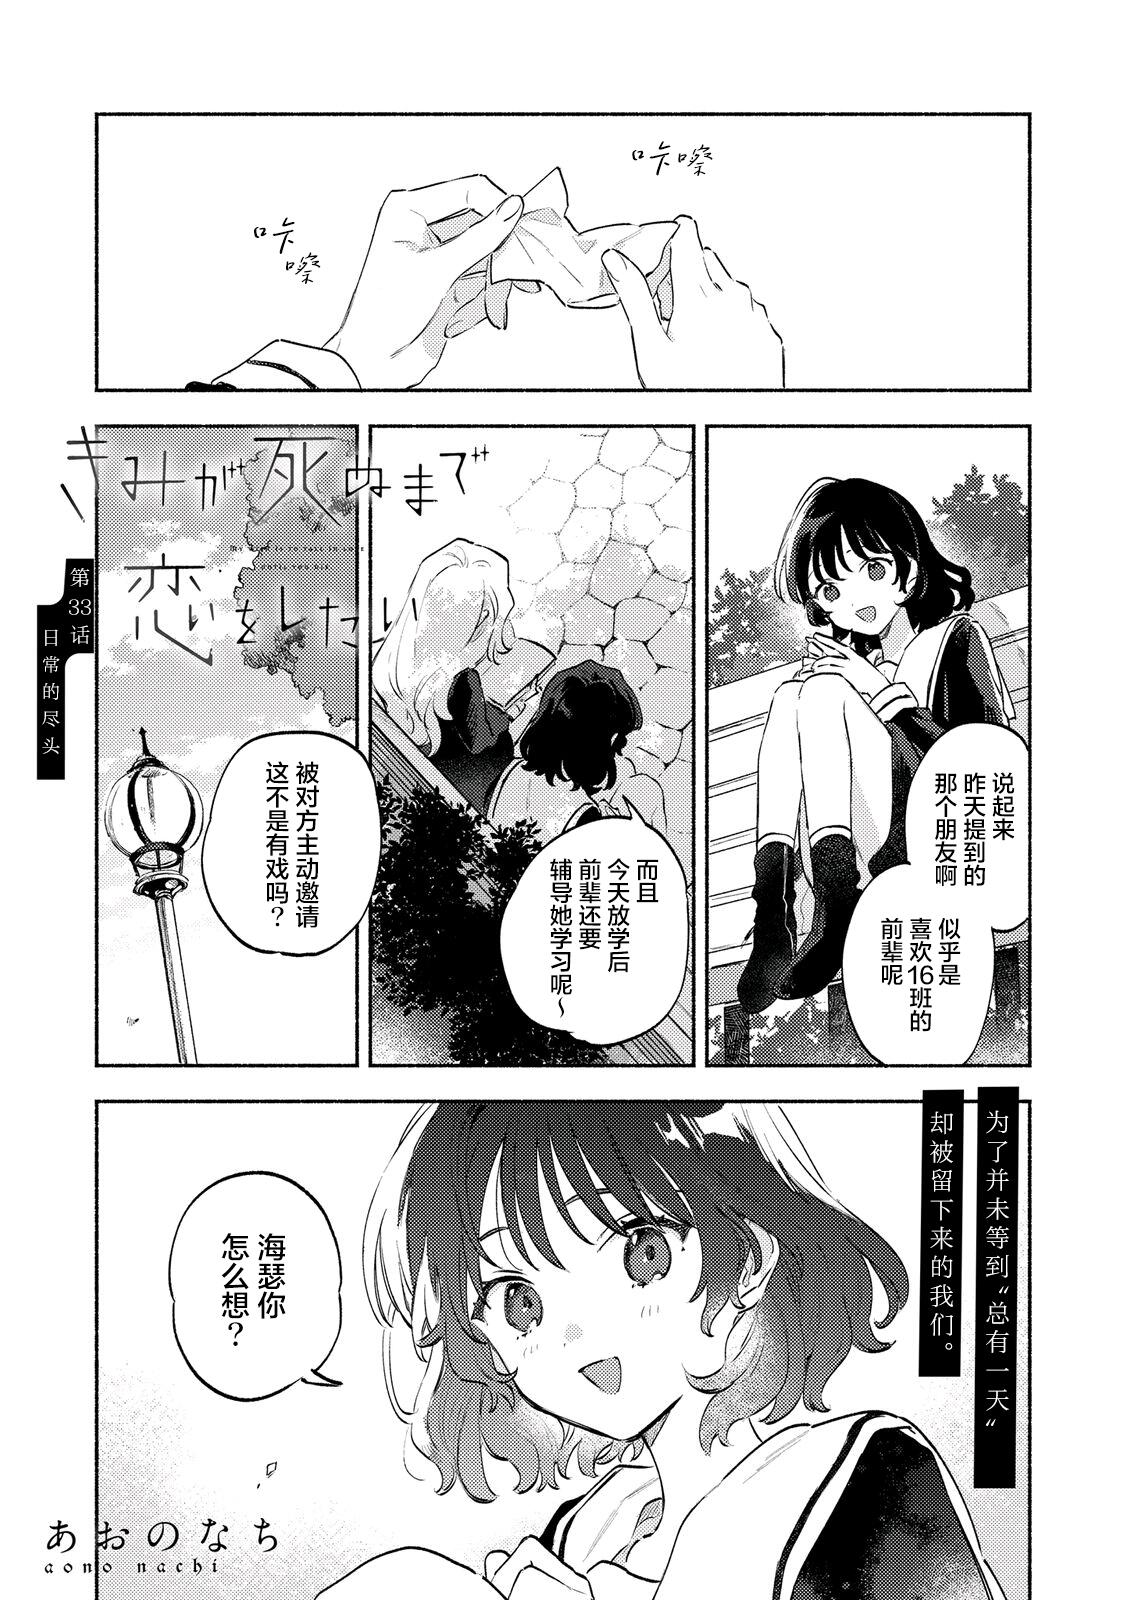 咔嚓
咔
嚓
说起来
昨天提到的
那个朋友啊
似乎是
喜欢16班的
前辈呢
而且
今天放学后
前辈还要
辅导她学习呢～
被对方主动邀请
这不是有戏吗？
きみが死ぬまで
恋をしたい
第33话
日常的尽头
为了并未等到“总有一天“
却被留下来的我们。
海瑟你
怎么想？
あおのなち
aono nachi